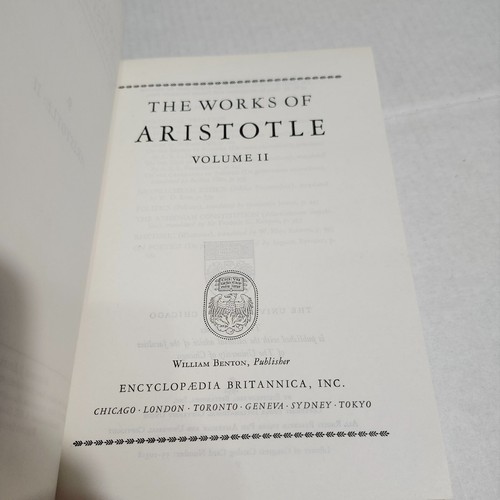 THE WORKS OF
ARISTOTLE
VOLUME II
WILLIAM BENTON, Publisher
ENCYCLOPÆDIA BRITANNICA, INC.
CHICAGO · LONDON · TORONTO · GENEVA · SYDNEY · TOKYO